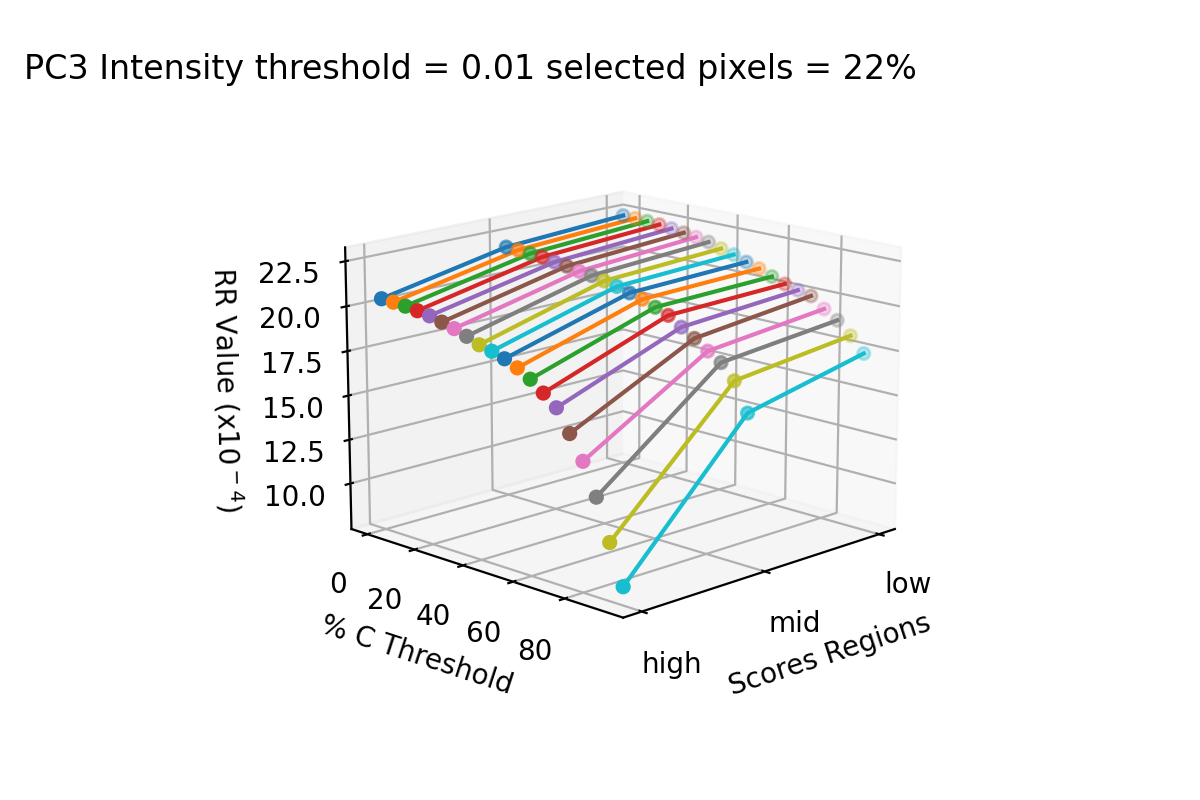 PC3 Intensity threshold = 0.01 selected pixels = 22%
22.5
20.0
17.5
15.0
12.5
10.0
RR Value (x10⁻⁴)
0
20
40
60
80
% C Threshold
high
mid
low
Scores Regions